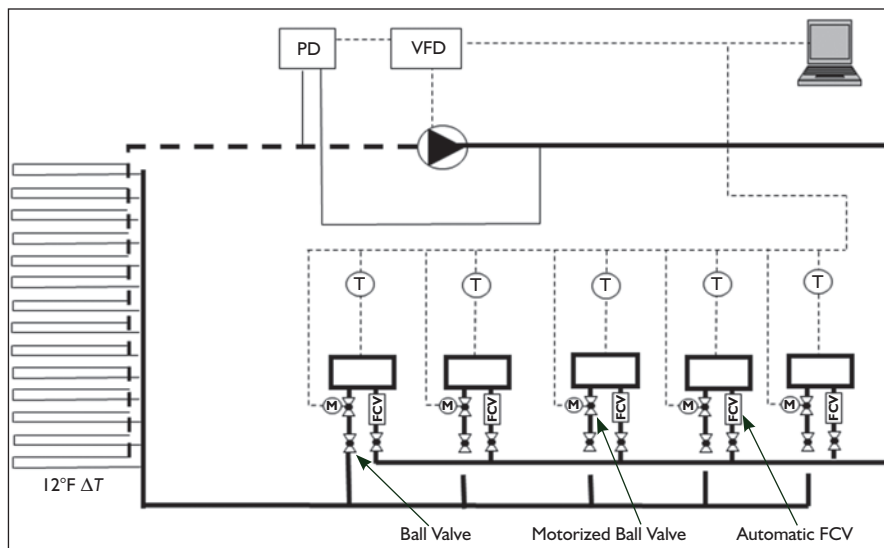 PD
VFD
T
T
T
T
T
M
FCV
M
FCV
M
FCV
M
FCV
M
FCV
12°F ΔT
Ball Valve
Motorized Ball Valve
Automatic FCV